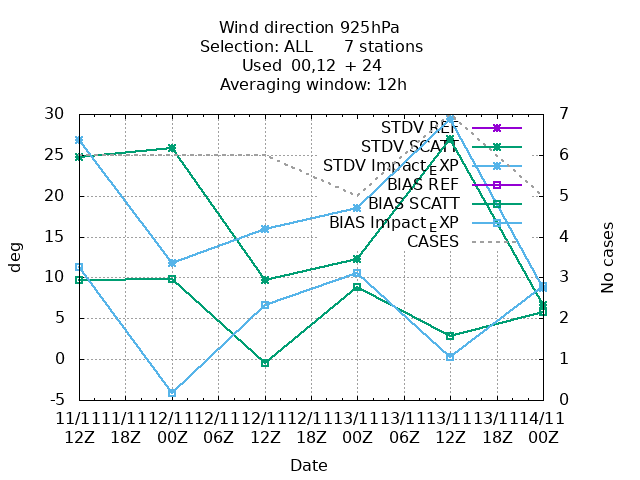 Wind direction 925hPa
Selection: ALL 7 stations
Used 00,12 + 24
Averaging window: 12h
30 7
STDV REF
STDV SCATT
25 6
STDV Impact_EXP
BIAS REF
20 5
BIAS SCATT
BIAS Impact_EXP
15 4
CASES
deg
No cases
10 3
5 2
0 1
-5 0
11/11 11/11 12/11 12/11 12/11 12/11 13/11 13/11 13/11 13/11 14/11
12Z 18Z 00Z 06Z 12Z 18Z 00Z 06Z 12Z 18Z 00Z
Date